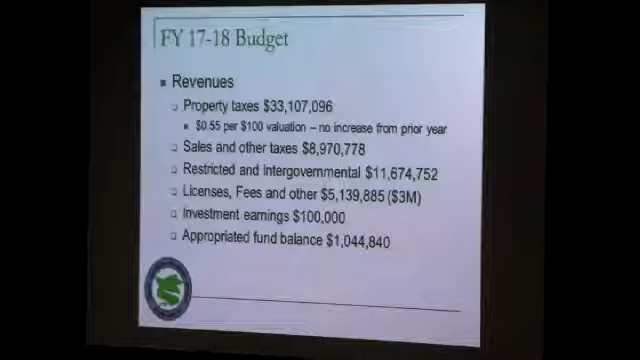 FY 17-18 Budget
Revenues
Property taxes $33,107,096
$0.55 per $100 valuation – no increase from prior year
Sales and other taxes $8,970,778
Restricted and Intergovernmental $11,674,752
Licenses, Fees and other $5,139,885 ($3M)
Investment earnings $100,000
Appropriated fund balance $1,044,840